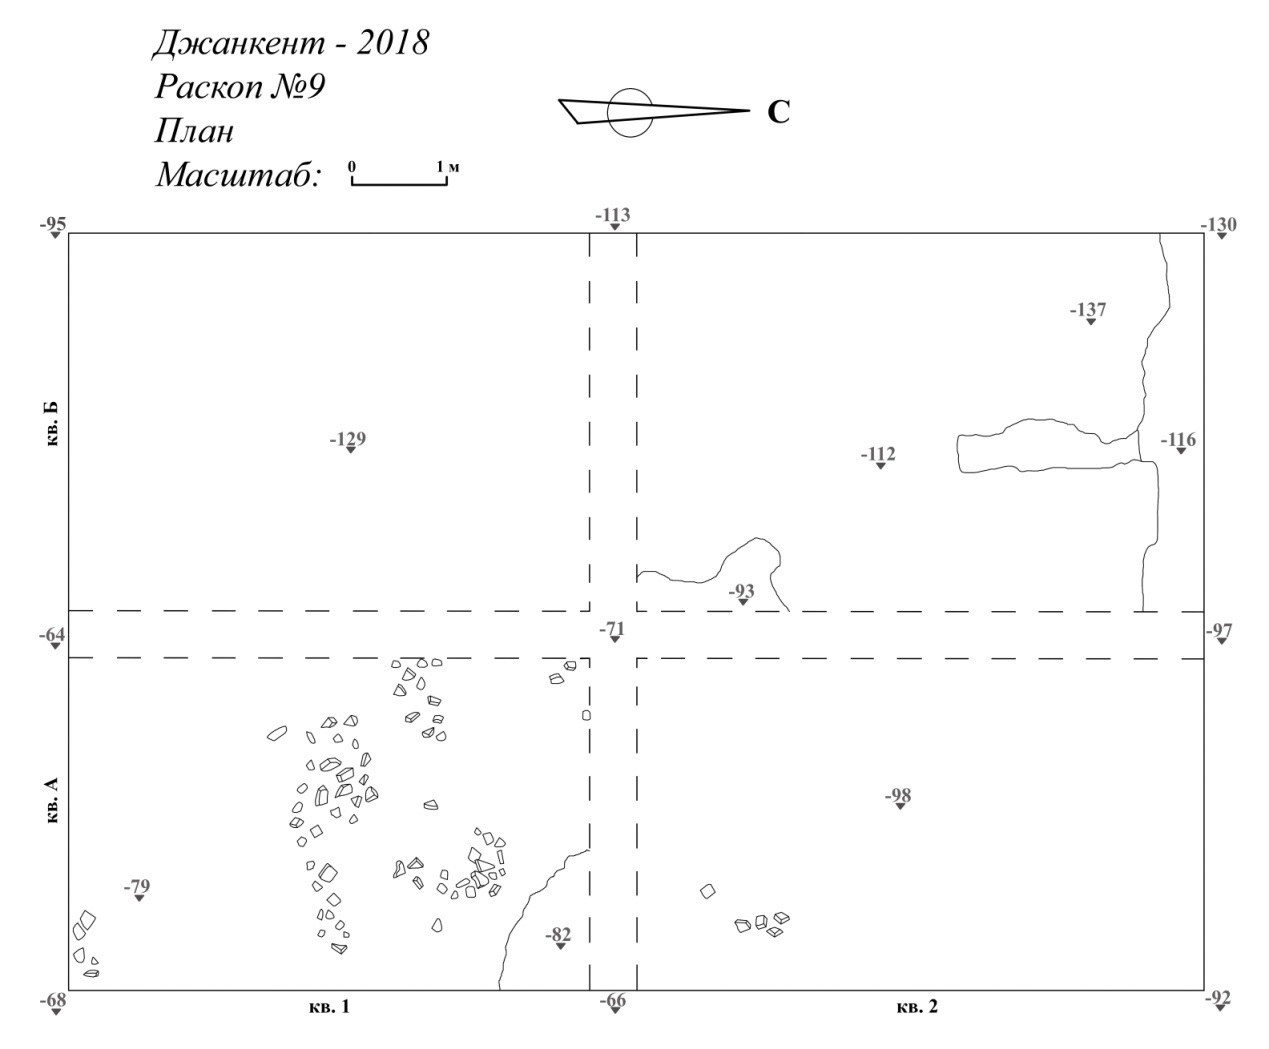 Джанкент - 2018
Раскоп №9
План
Масштаб: 0 1 м
С
-95 -113 -130
-137
кв. Б
-129 -112 -116
-93
-64 -71 -97
кв. А
-98
-79
-82
-68 -66 -92
кв. 1 кв. 2